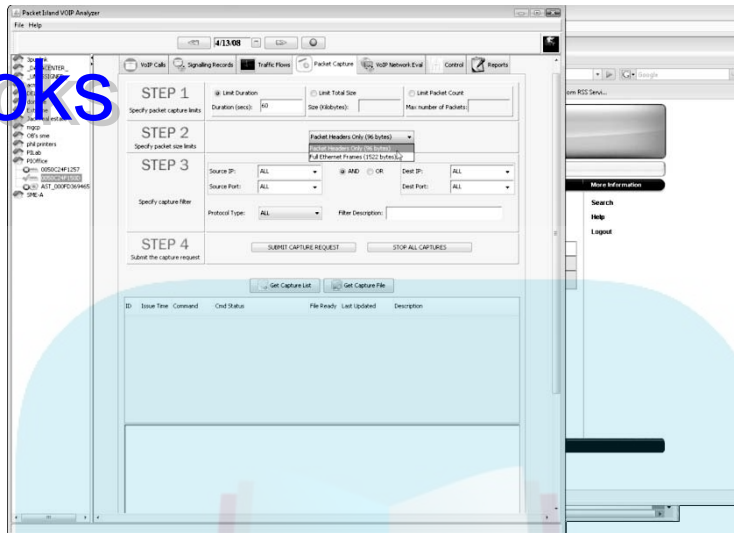 Packet Island VOIP Analyzer
File Help
4/13/08
oks
VoIP Calls
Signaling Records
Traffic Flows
Packet Capture
VoIP Network Eval
Control
Reports
STEP 1
Specify packet capture limits
Limit Duration
Limit Total Size
Limit Packet Count
Duration (secs): 60
Size (Kilobytes):
Max number of Packets:
STEP 2
Specify packet size limits
Packet Headers Only (96 bytes)
Packet Headers Only (96 bytes)
Full Ethernet Frames (1522 bytes)
STEP 3
Specify capture filter
Source IP: ALL
AND OR
Dest IP: ALL
Source Port: ALL
Dest Port: ALL
Protocol Type: ALL
Filter Description:
STEP 4
Submit the capture request
SUBMIT CAPTURE REQUEST
STOP ALL CAPTURES
Get Capture List
Get Capture File
ID Issue Time Command Cmd Status File Ready Last Updated Description
higcp
OB's one
phil printers
PILab
PIOffice
0050C24F1257
0050C24F150D
AST_000FD369465
SME-A
Google
om RSS Servi...
More Information
Search
Help
Logout